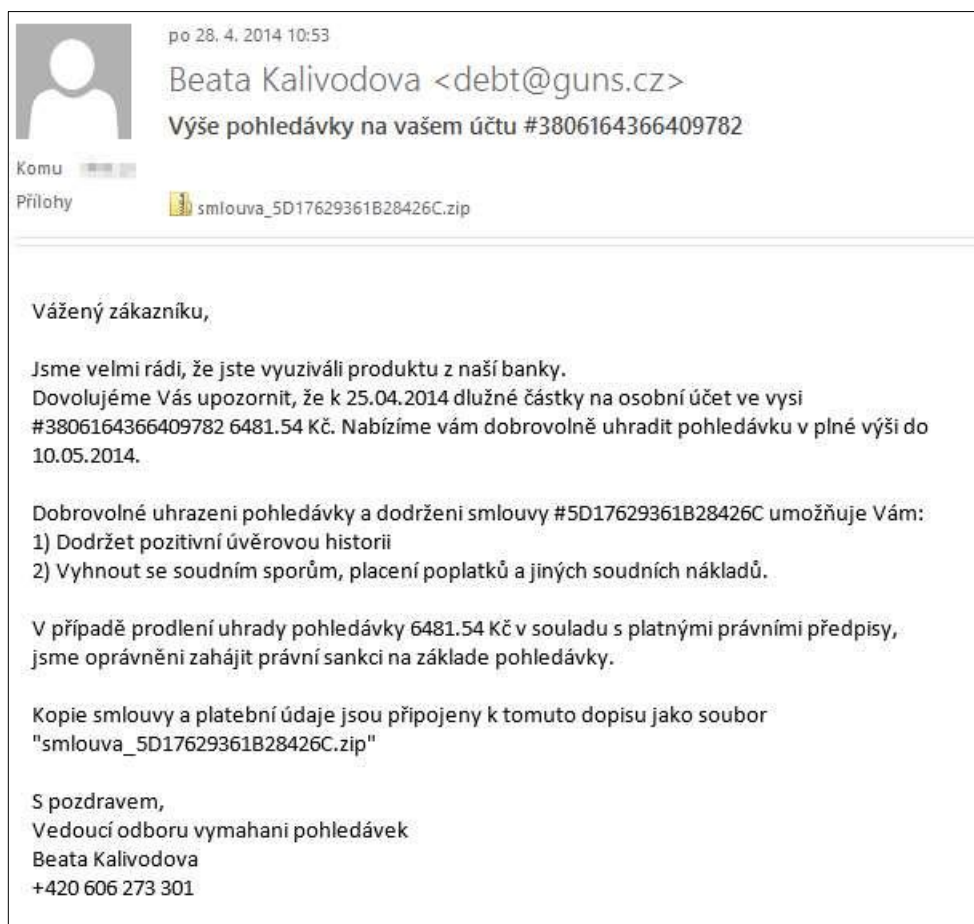 po 28. 4. 2014 10:53
Beata Kalivodova <debt@guns.cz>
Výše pohledávky na vašem účtu #3806164366409782
Komu
Přílohy smlouva_5D17629361B28426C.zip
Vážený zákazníku,
Jsme velmi rádi, že jste vyuziváli produktu z naší banky.
Dovolujéme Vás upozornit, že k 25.04.2014 dlužné částky na osobní účet ve vysi
#3806164366409782 6481.54 Kč. Nabízíme vám dobrovolně uhradit pohledávku v plné výši do
10.05.2014.
Dobrovolné uhrazeni pohledávky a dodrženi smlouvy #5D17629361B28426C umožňuje Vám:
1) Dodržet pozitivní úvěrovou historii
2) Vyhnout se soudním sporům, placení poplatků a jiných soudních nákladů.
V případě prodlení uhrady pohledávky 6481.54 Kč v souladu s platnými právními předpisy,
jsme oprávněni zahájit právní sankci na základe pohledávky.
Kopie smlouvy a platební údaje jsou připojeny k tomuto dopisu jako soubor
"smlouva_5D17629361B28426C.zip"
S pozdravem,
Vedoucí odboru vymahani pohledávek
Beata Kalivodova
+420 606 273 301